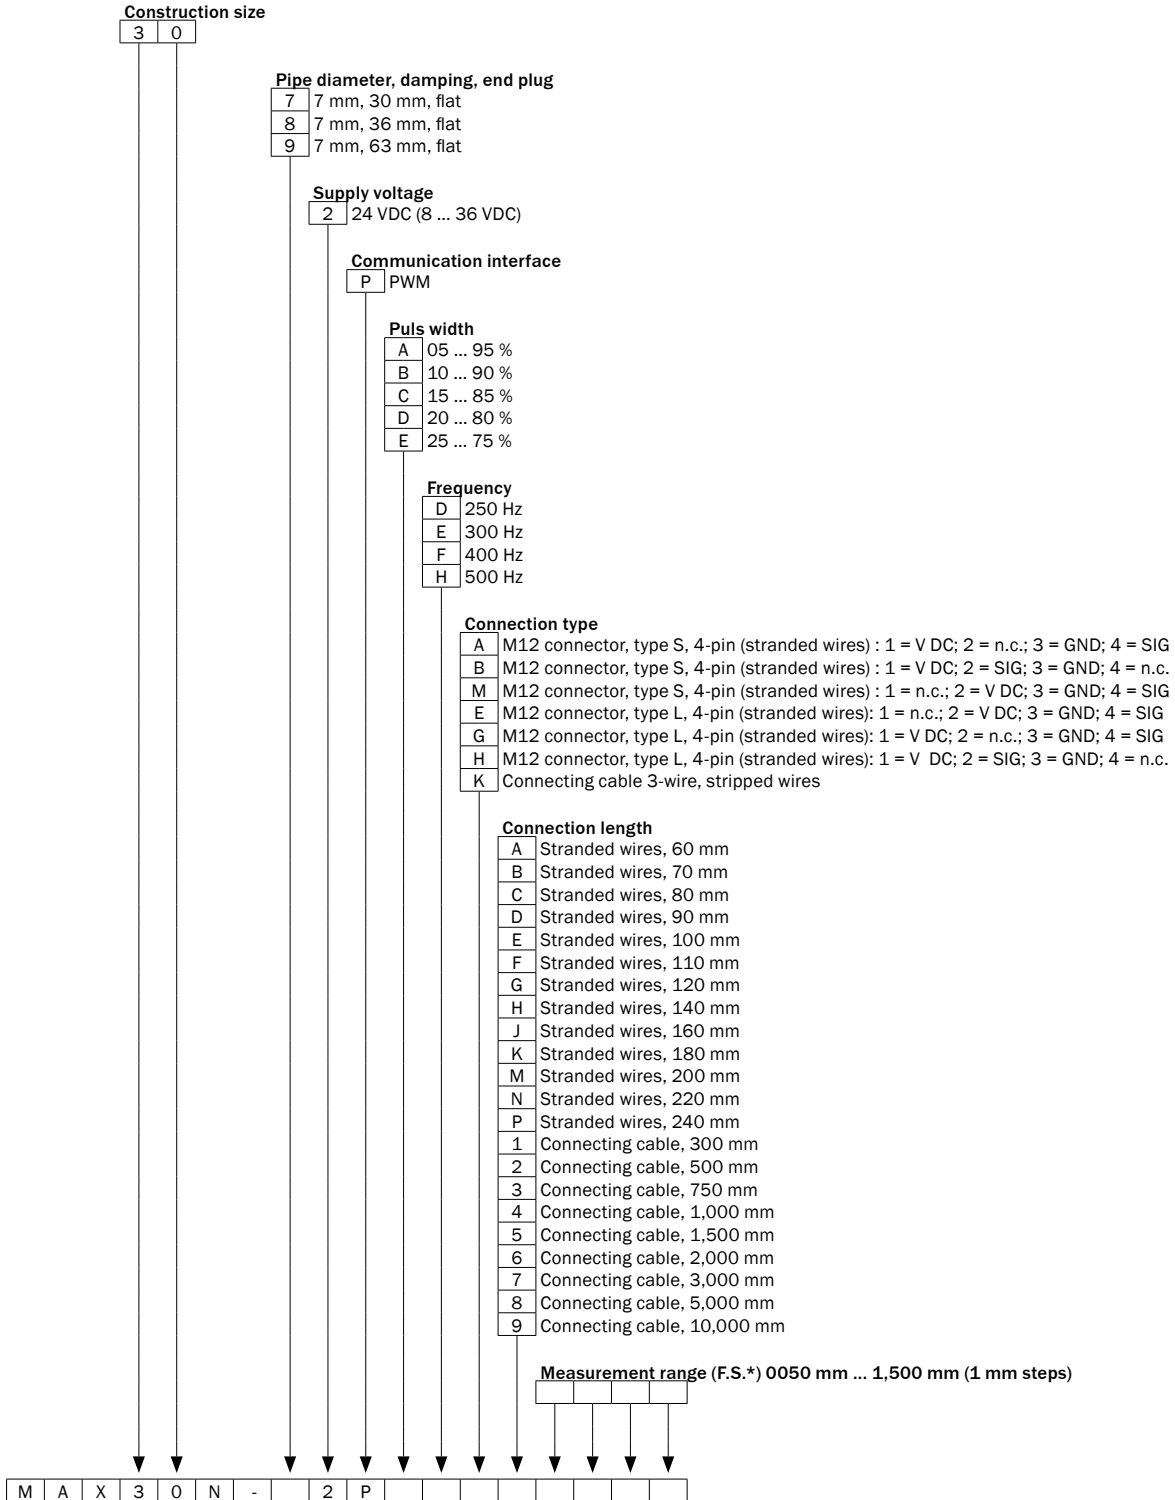 Construction size
3 0
Pipe diameter, damping, end plug
7 7 mm, 30 mm, flat
8 7 mm, 36 mm, flat
9 7 mm, 63 mm, flat
Supply voltage
2 24 VDC (8 ... 36 VDC)
Communication interface
P PWM
Puls width
A 05 ... 95 %
B 10 ... 90 %
C 15 ... 85 %
D 20 ... 80 %
E 25 ... 75 %
Frequency
D 250 Hz
E 300 Hz
F 400 Hz
H 500 Hz
Connection type
A M12 connector, type S, 4-pin (stranded wires) : 1 = V DC; 2 = n.c.; 3 = GND; 4 = SIG
B M12 connector, type S, 4-pin (stranded wires) : 1 = V DC; 2 = SIG; 3 = GND; 4 = n.c.
M M12 connector, type S, 4-pin (stranded wires) : 1 = n.c.; 2 = V DC; 3 = GND; 4 = SIG
E M12 connector, type L, 4-pin (stranded wires): 1 = n.c.; 2 = V DC; 3 = GND; 4 = SIG
G M12 connector, type L, 4-pin (stranded wires): 1 = V DC; 2 = n.c.; 3 = GND; 4 = SIG
H M12 connector, type L, 4-pin (stranded wires): 1 = V DC; 2 = SIG; 3 = GND; 4 = n.c.
K Connecting cable 3-wire, stripped wires
Connection length
A Stranded wires, 60 mm
B Stranded wires, 70 mm
C Stranded wires, 80 mm
D Stranded wires, 90 mm
E Stranded wires, 100 mm
F Stranded wires, 110 mm
G Stranded wires, 120 mm
H Stranded wires, 140 mm
J Stranded wires, 160 mm
K Stranded wires, 180 mm
M Stranded wires, 200 mm
N Stranded wires, 220 mm
P Stranded wires, 240 mm
1 Connecting cable, 300 mm
2 Connecting cable, 500 mm
3 Connecting cable, 750 mm
4 Connecting cable, 1,000 mm
5 Connecting cable, 1,500 mm
6 Connecting cable, 2,000 mm
7 Connecting cable, 3,000 mm
8 Connecting cable, 5,000 mm
9 Connecting cable, 10,000 mm
Measurement range (F.S.*) 0050 mm ... 1,500 mm (1 mm steps)
M A X 3 0 N - 2 P